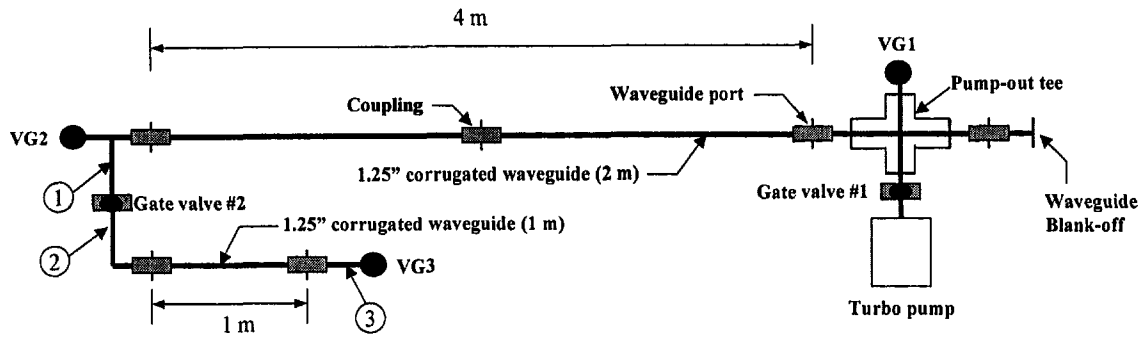 4 m
VG1
Pump-out tee
Waveguide port
Coupling
VG2
1.25” corrugated waveguide (2 m)
1
Gate valve #2
Gate valve #1
Waveguide
Blank-off
1.25” corrugated waveguide (1 m)
2
VG3
3
1 m
Turbo pump